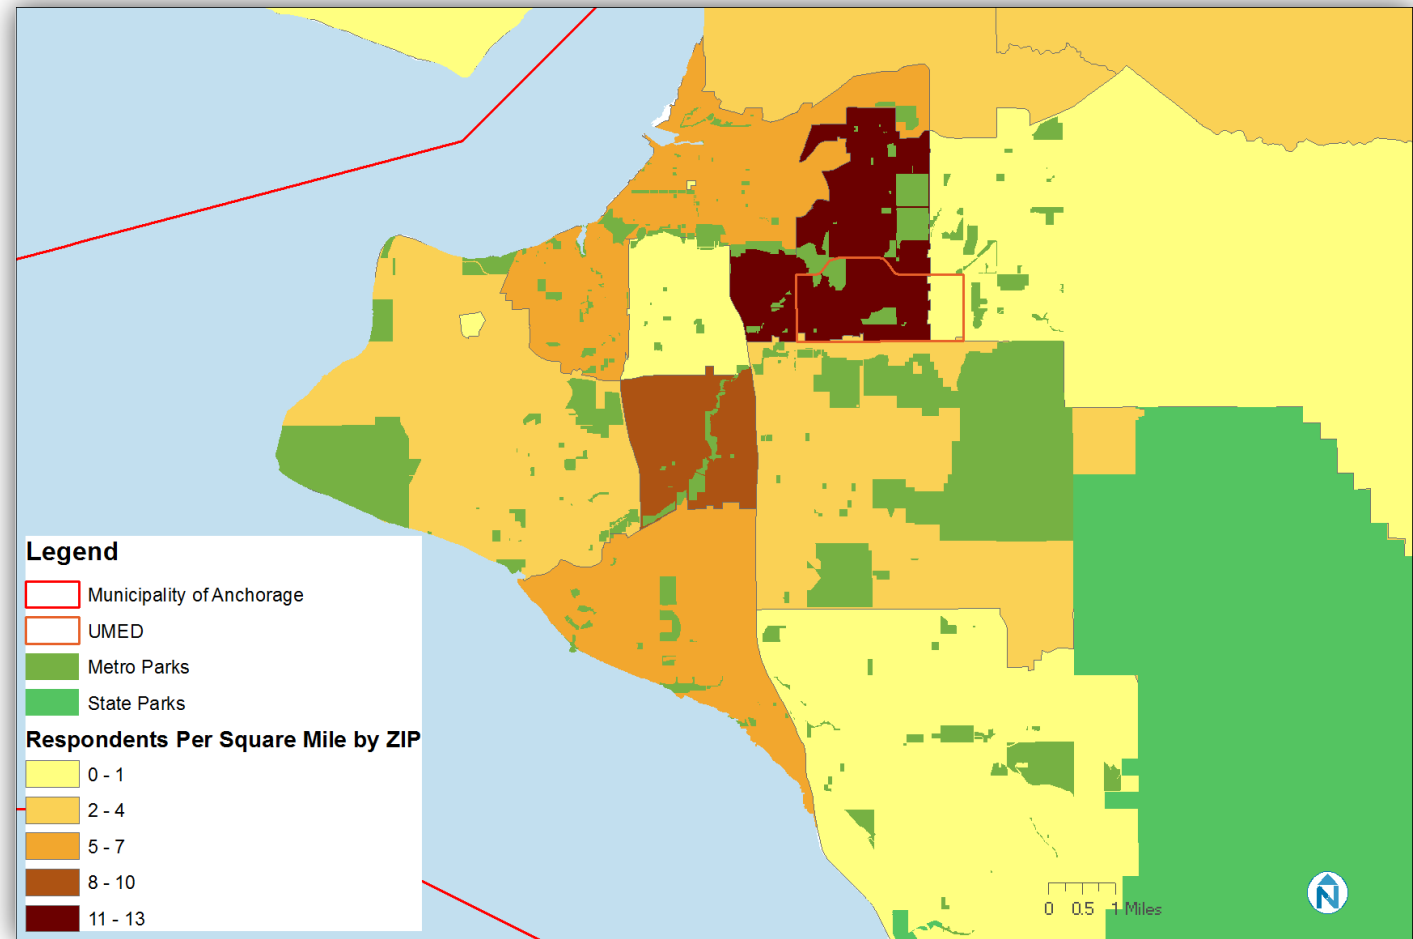 Legend
Municipality of Anchorage
UMED
Metro Parks
State Parks
Respondents Per Square Mile by ZIP
0 - 1
2 - 4
5 - 7
8 - 10
11 - 13
0 0.5 1 Miles
N